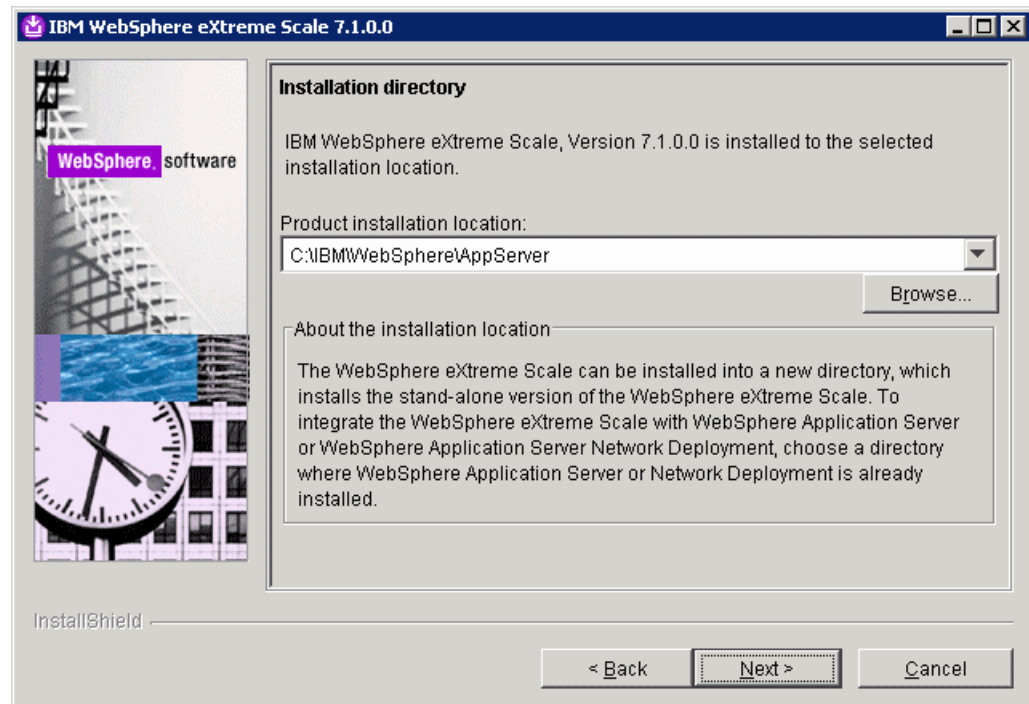 IBM WebSphere eXtreme Scale 7.1.0.0
WebSphere. software
Installation directory
IBM WebSphere eXtreme Scale, Version 7.1.0.0 is installed to the selected
installation location.
Product installation location:
C:\IBM\WebSphere\AppServer
Browse...
About the installation location
The WebSphere eXtreme Scale can be installed into a new directory, which
installs the stand-alone version of the WebSphere eXtreme Scale. To
integrate the WebSphere eXtreme Scale with WebSphere Application Server
or WebSphere Application Server Network Deployment, choose a directory
where WebSphere Application Server or Network Deployment is already
installed.
InstallShield
< Back
Next >
Cancel